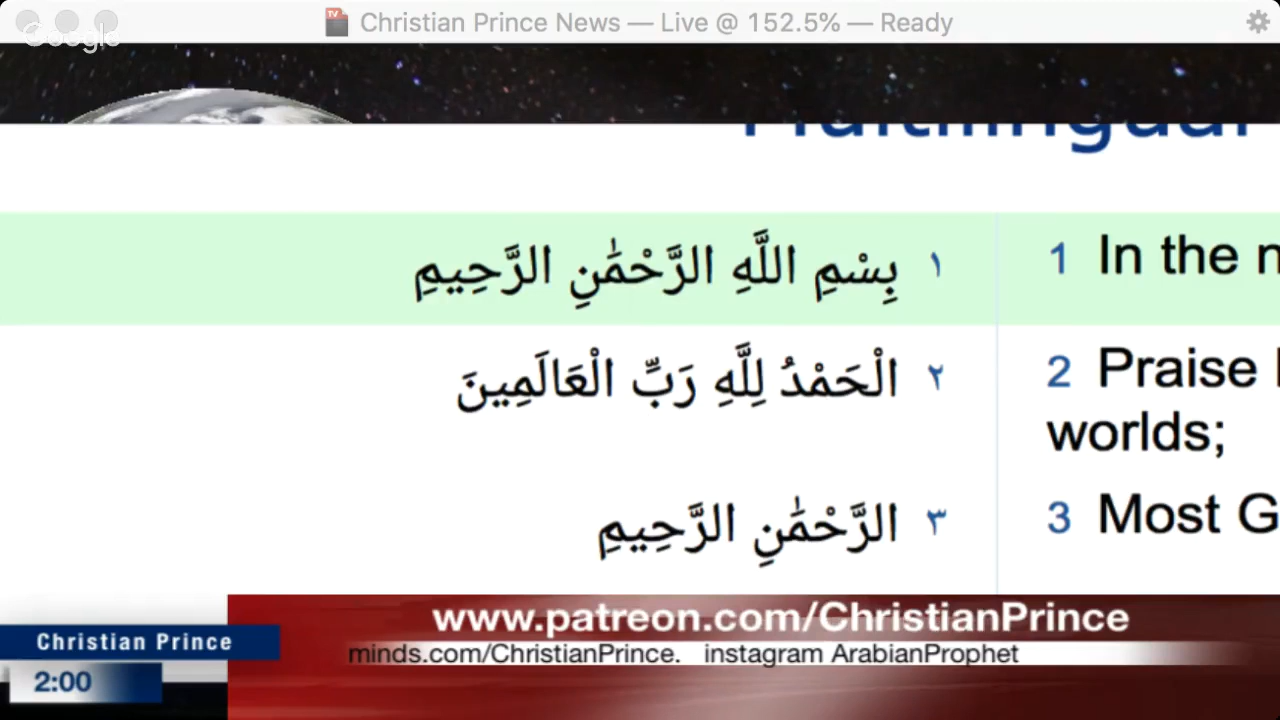 Christian Prince News — Live @ 152.5% — Ready
Google
Multilingual
١ بِسْمِ اللَّهِ الرَّحْمَٰنِ الرَّحِيمِ
1 In the n
٢ الْحَمْدُ لِلَّهِ رَبِّ الْعَالَمِينَ
2 Praise
worlds;
٣ الرَّحْمَٰنِ الرَّحِيمِ
3 Most G
www.patreon.com/ChristianPrince
Christian Prince
minds.com/ChristianPrince. instagram ArabianProphet
2:00